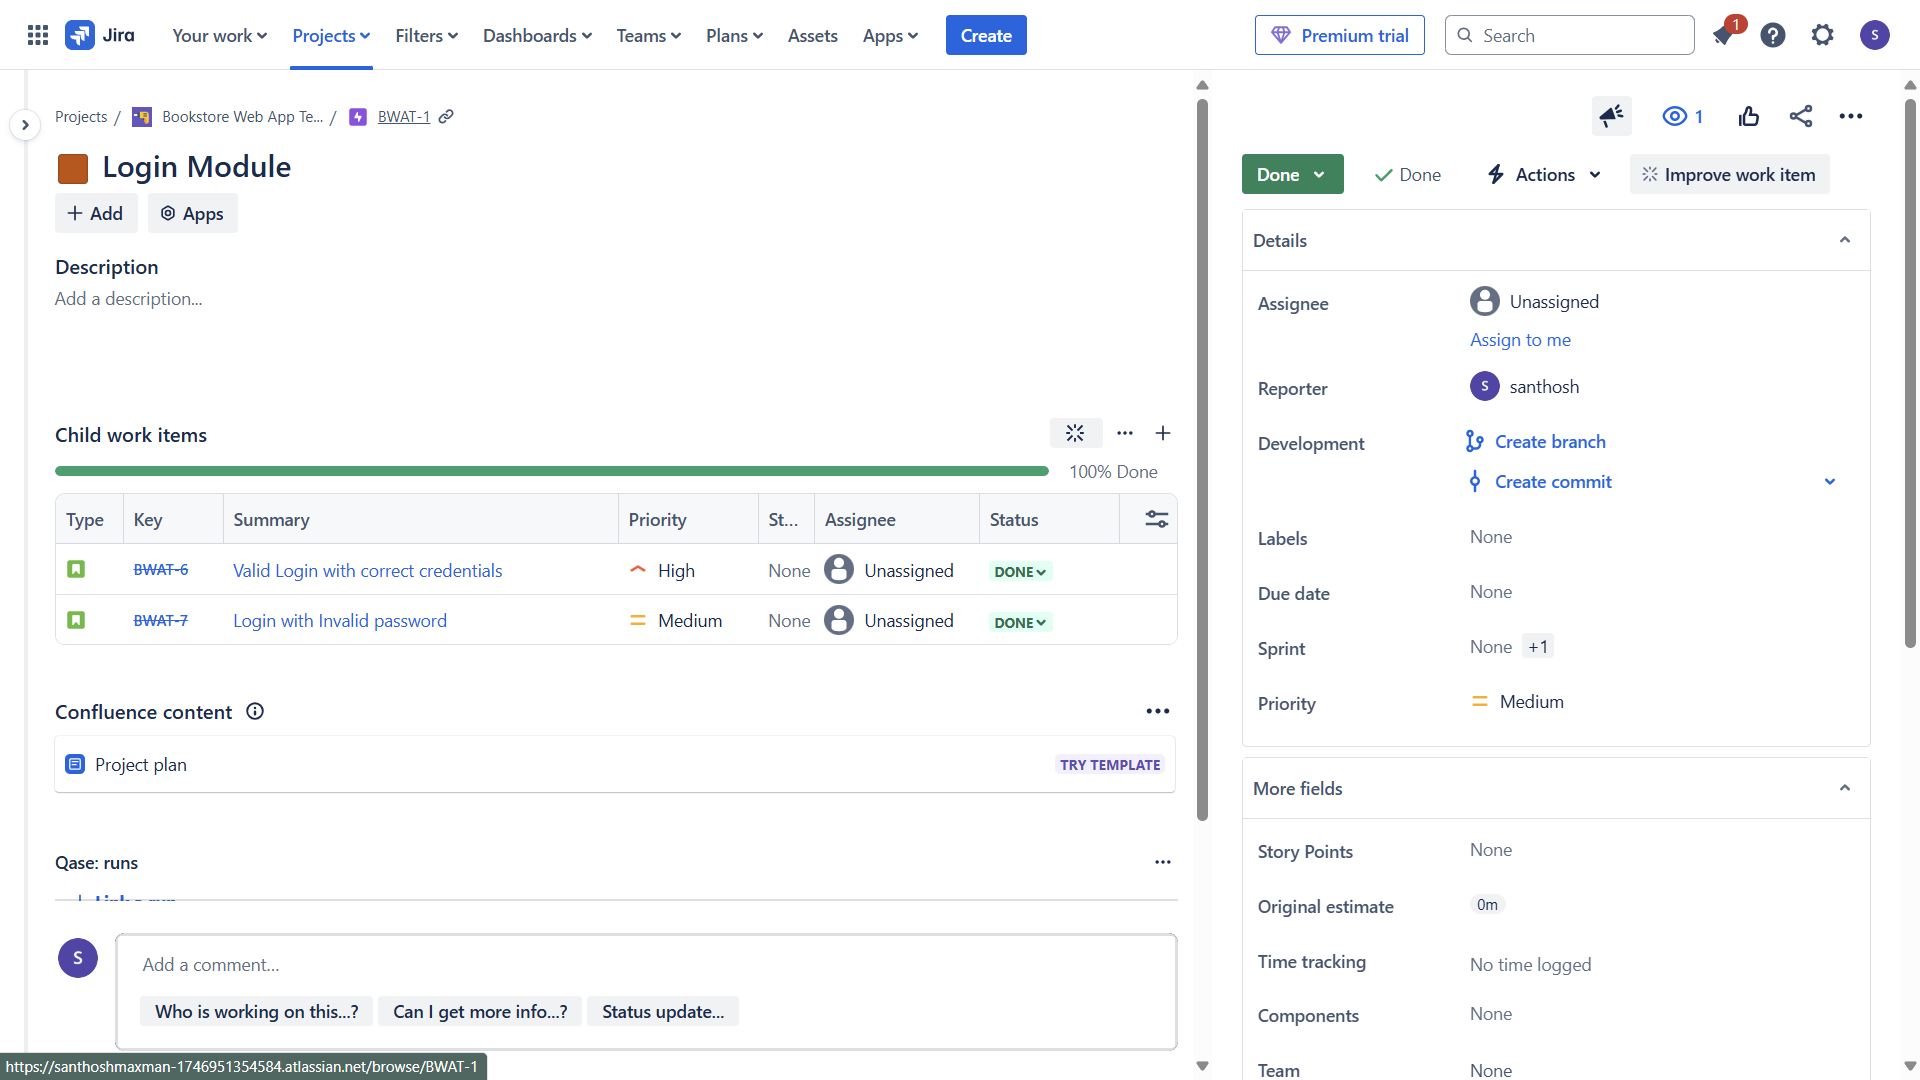 Jira Your work Projects Filters Dashboards Teams Plans Assets Apps Create Premium trial Search 1 S
Projects / Bookstore Web App Te... / BWAT-1
Login Module
Add Apps
Description
Add a description...
Child work items
100% Done
Type Key Summary Priority St... Assignee Status
BWAT-6 Valid Login with correct credentials High None Unassigned DONE
BWAT-7 Login with Invalid password Medium None Unassigned DONE
Confluence content
Project plan TRY TEMPLATE
Qase: runs
S
Add a comment...
Who is working on this...? Can I get more info...? Status update...
https://santhoshmaxman-1746951354584.atlassian.net/browse/BWAT-1
1
Done Done Actions Improve work item
Details
Assignee Unassigned
Assign to me
Reporter S santhosh
Development Create branch
Create commit
Labels None
Due date None
Sprint None +1
Priority Medium
More fields
Story Points None
Original estimate 0m
Time tracking No time logged
Components None
Team None